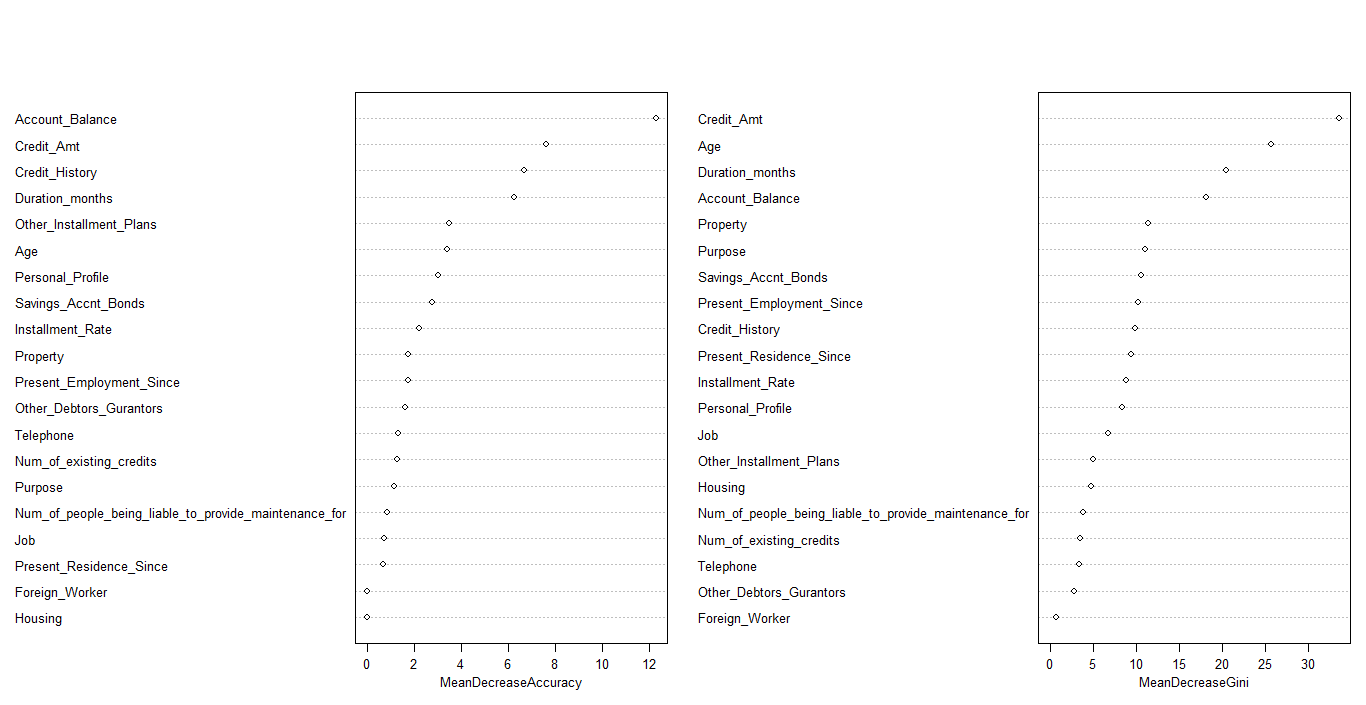 Account_Balance
Credit_Amt
Credit_History
Duration_months
Other_Installment_Plans
Age
Personal_Profile
Savings_Accnt_Bonds
Installment_Rate
Property
Present_Employment_Since
Other_Debtors_Gurantors
Telephone
Num_of_existing_credits
Purpose
Num_of_people_being_liable_to_provide_maintenance_for
Job
Present_Residence_Since
Foreign_Worker
Housing
0 2 4 6 8 10 12
MeanDecreaseAccuracy
Credit_Amt
Age
Duration_months
Account_Balance
Property
Purpose
Savings_Accnt_Bonds
Present_Employment_Since
Credit_History
Present_Residence_Since
Installment_Rate
Personal_Profile
Job
Other_Installment_Plans
Housing
Num_of_people_being_liable_to_provide_maintenance_for
Num_of_existing_credits
Telephone
Other_Debtors_Gurantors
Foreign_Worker
0 5 10 15 20 25 30
MeanDecreaseGini